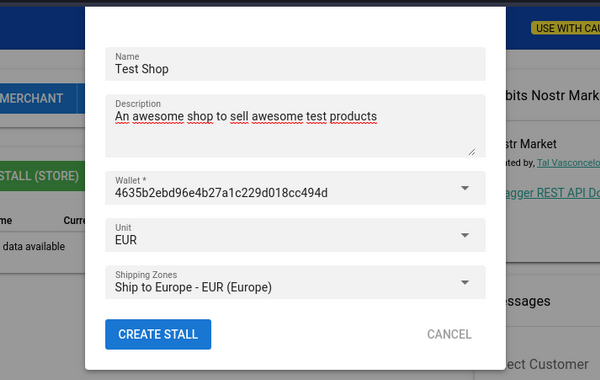 USE WITH CAU
Name
Test Shop
Description
An awesome shop to sell awesome test products
Wallet *
4635b2ebd96e4b27a1c229d018cc494d
Unit
EUR
Shipping Zones
Ship to Europe - EUR (Europe)
CREATE STALL
CANCEL
MERCHANT
STALL (STORE)
me
Curre
data available
bits Nostr Mark
str Market
ted by, Tal Vasconcelo
agger REST API Do
essages
ect Customer